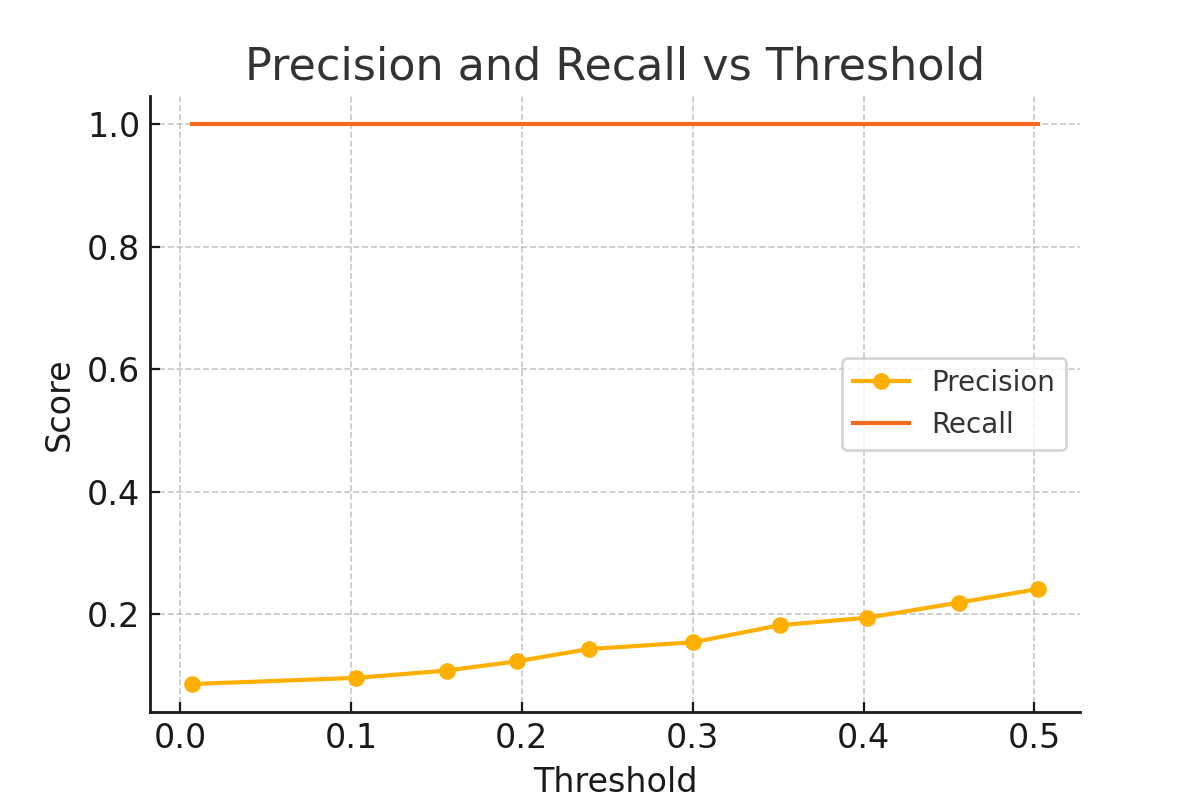 Precision and Recall vs Threshold
1.0
0.8
0.6
0.4
0.2
Score
Precision
Recall
0.0 0.1 0.2 0.3 0.4 0.5
Threshold